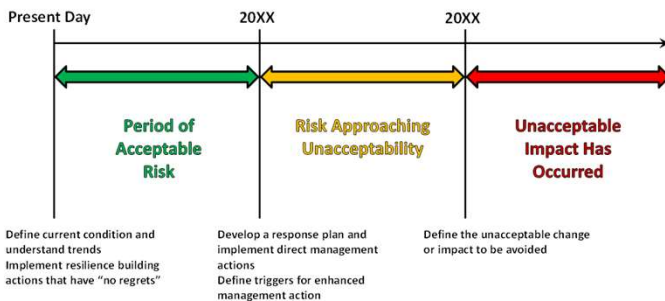 Present Day
20XX
20XX
Period of
Acceptable
Risk
Risk Approaching
Unacceptability
Unacceptable
Impact Has
Occurred
Define current condition and
understand trends
Implement resilience building
actions that have “no regrets”
Develop a response plan and
implement direct management
actions
Define triggers for enhanced
management action
Define the unacceptable change
or impact to be avoided